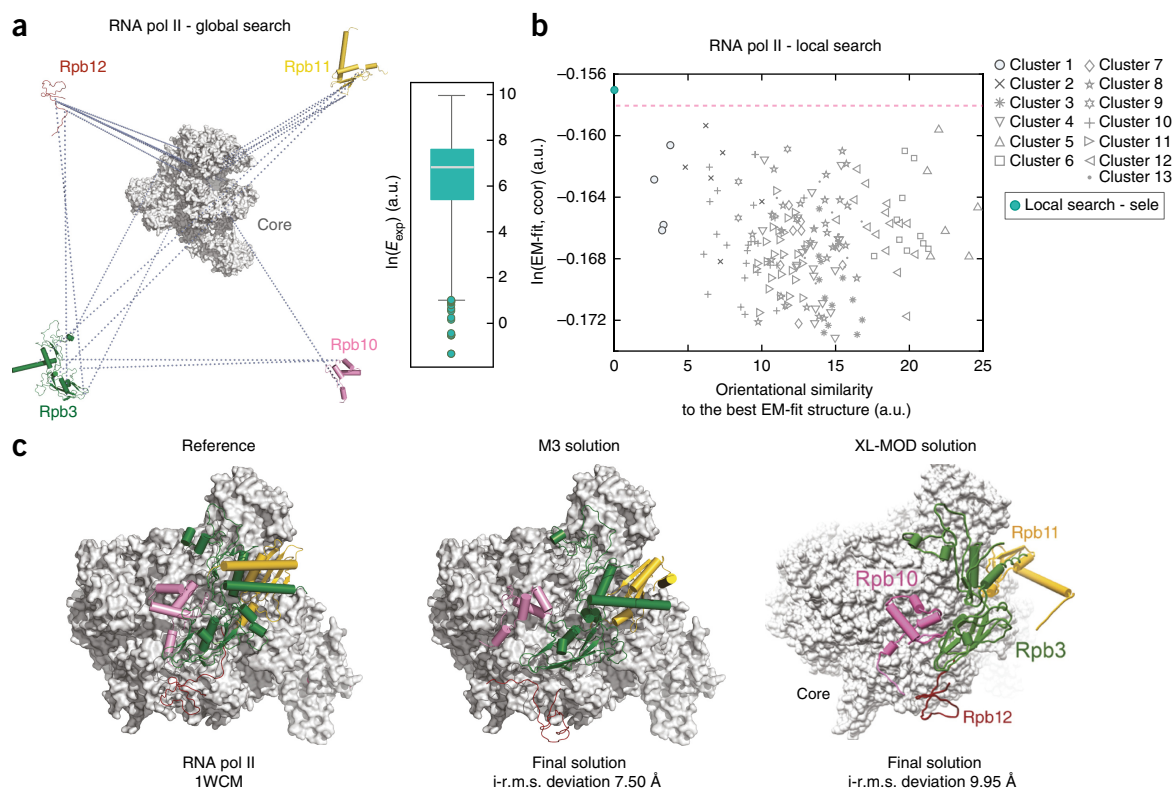 a
RNA pol II - global search
Rpb12
Rpb11
Core
Rpb3
Rpb10
ln(E_exp) (a.u.)
10
8
6
4
2
0
b
RNA pol II - local search
ln(EM-fit, ccor) (a.u.)
−0.156
−0.160
−0.164
−0.168
−0.172
0
5
10
15
20
25
Orientational similarity
to the best EM-fit structure (a.u.)
Cluster 1
Cluster 2
Cluster 3
Cluster 4
Cluster 5
Cluster 6
Cluster 7
Cluster 8
Cluster 9
Cluster 10
Cluster 11
Cluster 12
Cluster 13
Local search - sele
c
Reference
RNA pol II
1WCM
M3 solution
Final solution
i-r.m.s. deviation 7.50 Å
XL-MOD solution
Rpb11
Rpb10
Rpb3
Core
Rpb12
Final solution
i-r.m.s. deviation 9.95 Å